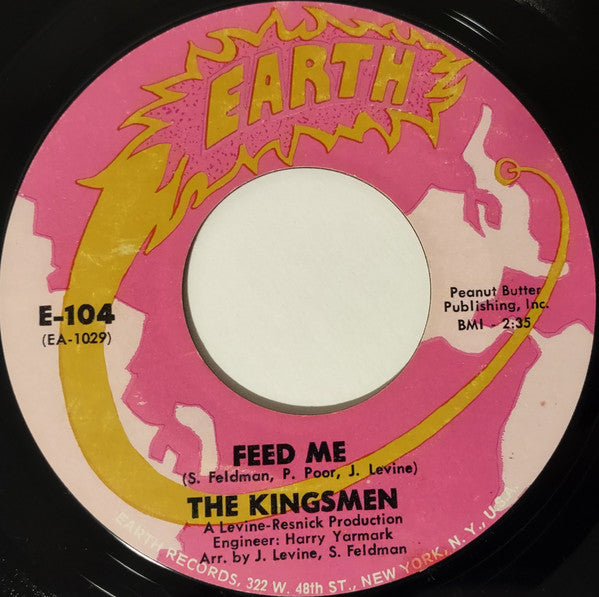 EARTH
E-104
(EA-1029)
Peanut Butter
Publishing, Inc.
BMI - 2:35
FEED ME
(S. Feldman, P. Poor, J. Levine)
THE KINGSMEN
A Levine-Resnick Production
Engineer: Harry Yarmark
Arr. by J. Levine, S. Feldman
EARTH RECORDS, 322 W. 48th ST., NEW YORK, N. Y., U.S.A.